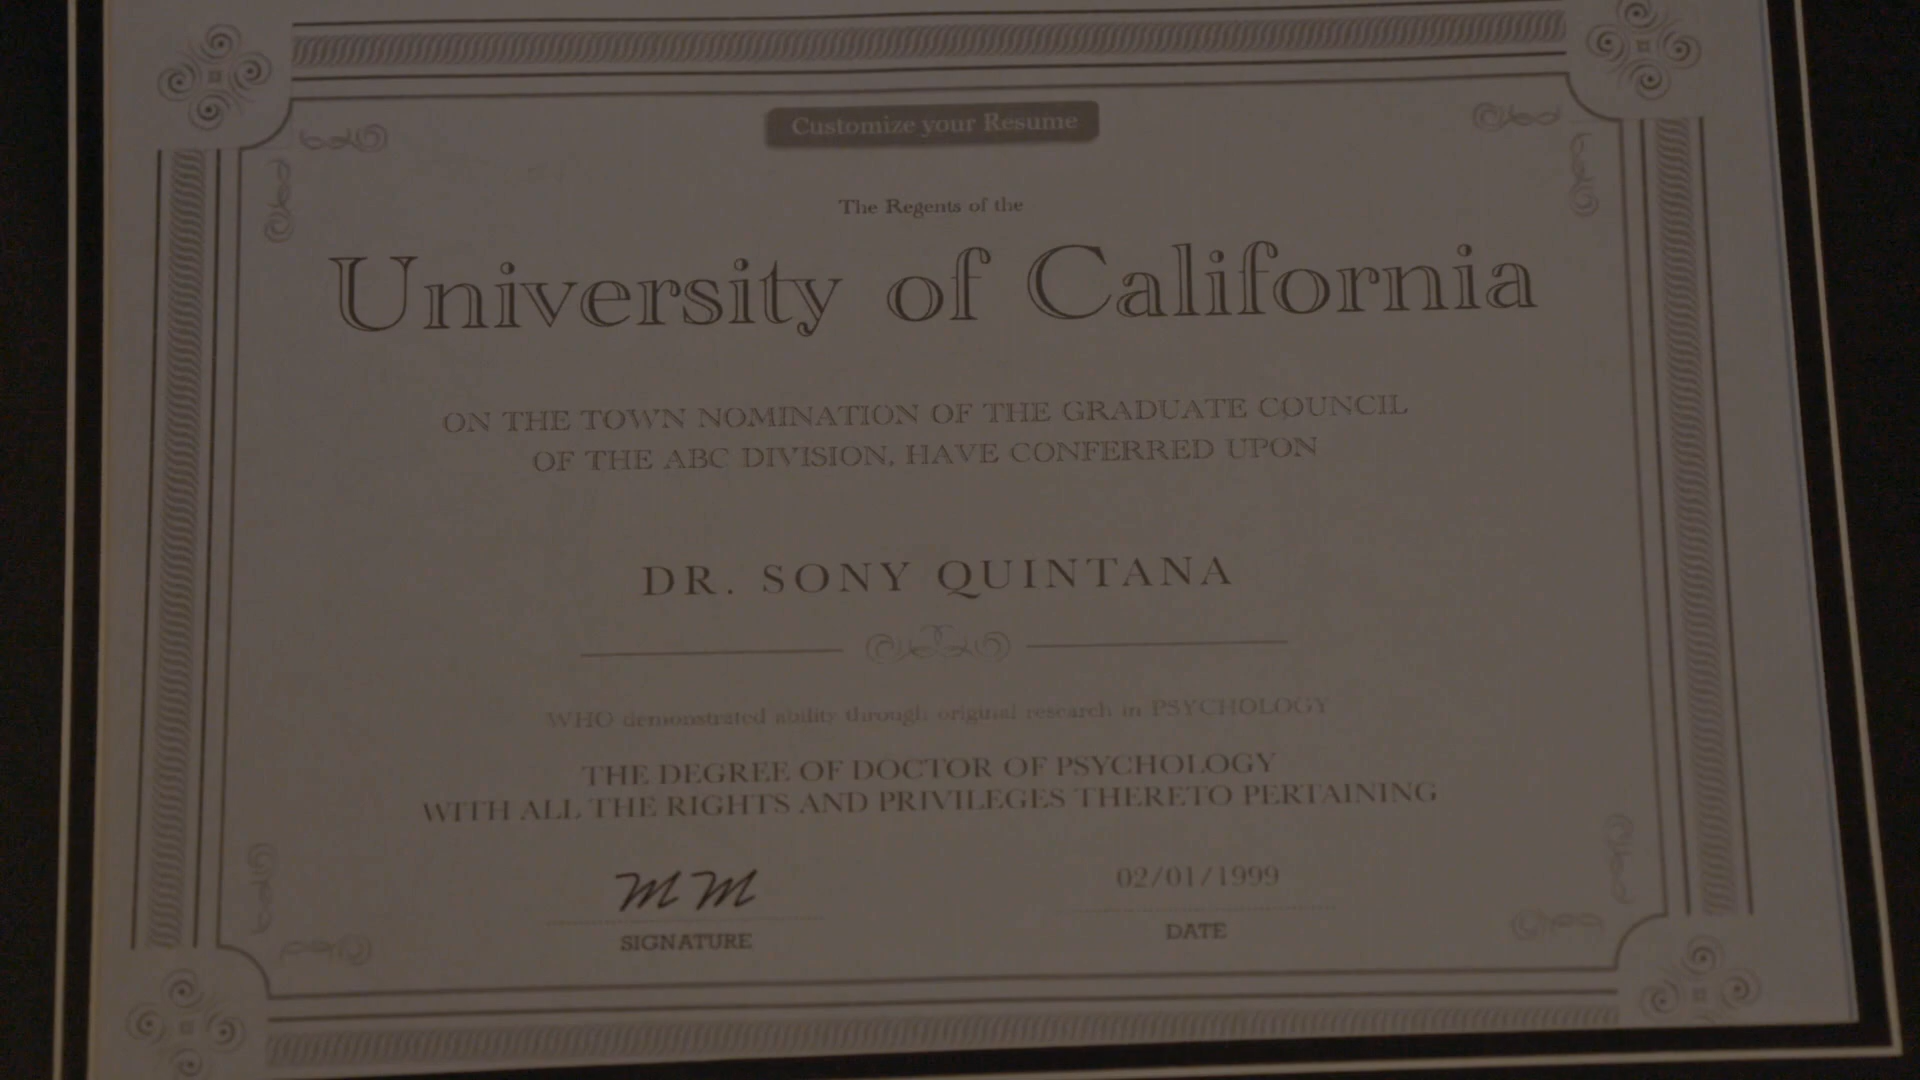 Customize your Resume
The Regents of the
University of California
ON THE TOWN NOMINATION OF THE GRADUATE COUNCIL
OF THE ABC DIVISION, HAVE CONFERRED UPON
DR. SONY QUINTANA
WHO demonstrated ability through original research in PSYCHOLOGY
THE DEGREE OF DOCTOR OF PSYCHOLOGY
WITH ALL THE RIGHTS AND PRIVILEGES THERETO PERTAINING
MM
02/01/1999
SIGNATURE
DATE